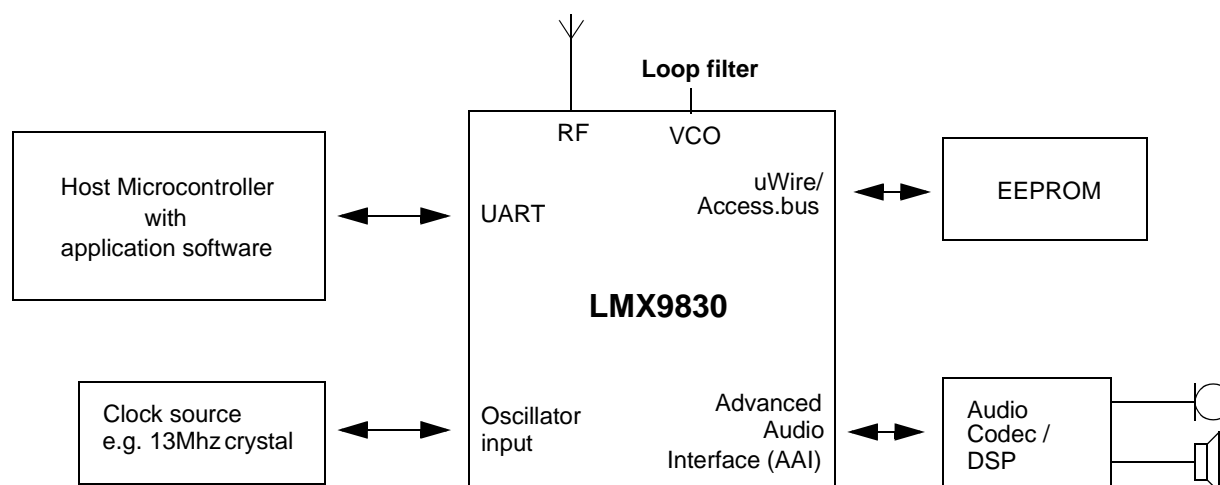 Loop filter
RF
VCO
Host Microcontroller
with
application software
UART
uWire/
Access.bus
EEPROM
LMX9830
Clock source
e.g. 13Mhz crystal
Oscillator
input
Advanced
Audio
Interface (AAI)
Audio
Codec /
DSP